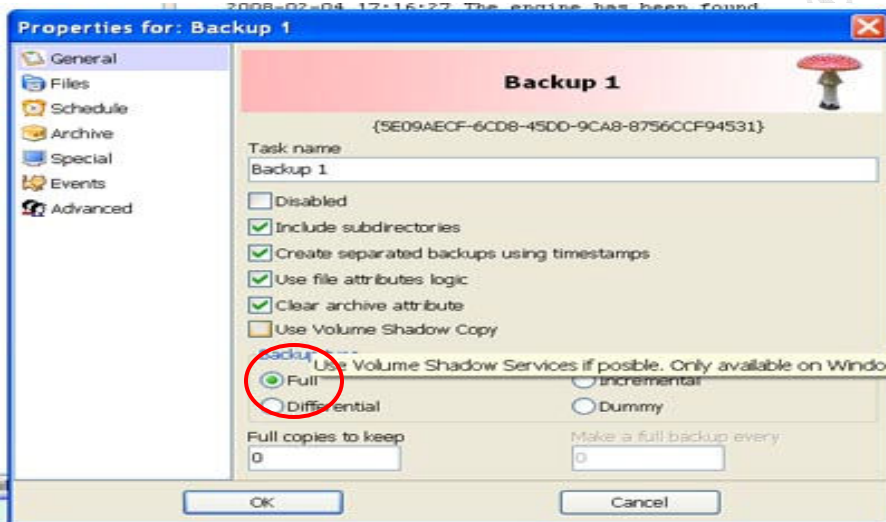 2008-02-04 17:16:27 The engine has been found.
Properties for: Backup 1
General
Files
Schedule
Archive
Special
Events
Advanced
Backup 1
{5E09AECF-6CD8-45DD-9CA8-8756CCF94531}
Task name
Backup 1
Disabled
Include subdirectories
Create separated backups using timestamps
Use file attributes logic
Clear archive attribute
Use Volume Shadow Copy
Backup type
Use Volume Shadow Services if posible. Only available on Windo
Full
Incremental
Differential
Dummy
Full copies to keep
Make a full backup every
0
0
OK
Cancel